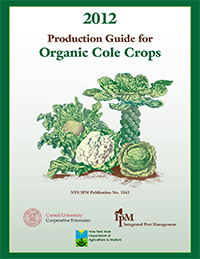 2012
Production Guide for
Organic Cole Crops
NYS IPM Publication No. 1342
Cornell University
Cooperative Extension
IPM
Integrated Pest Management
New York State
Department of
Agriculture & Markets